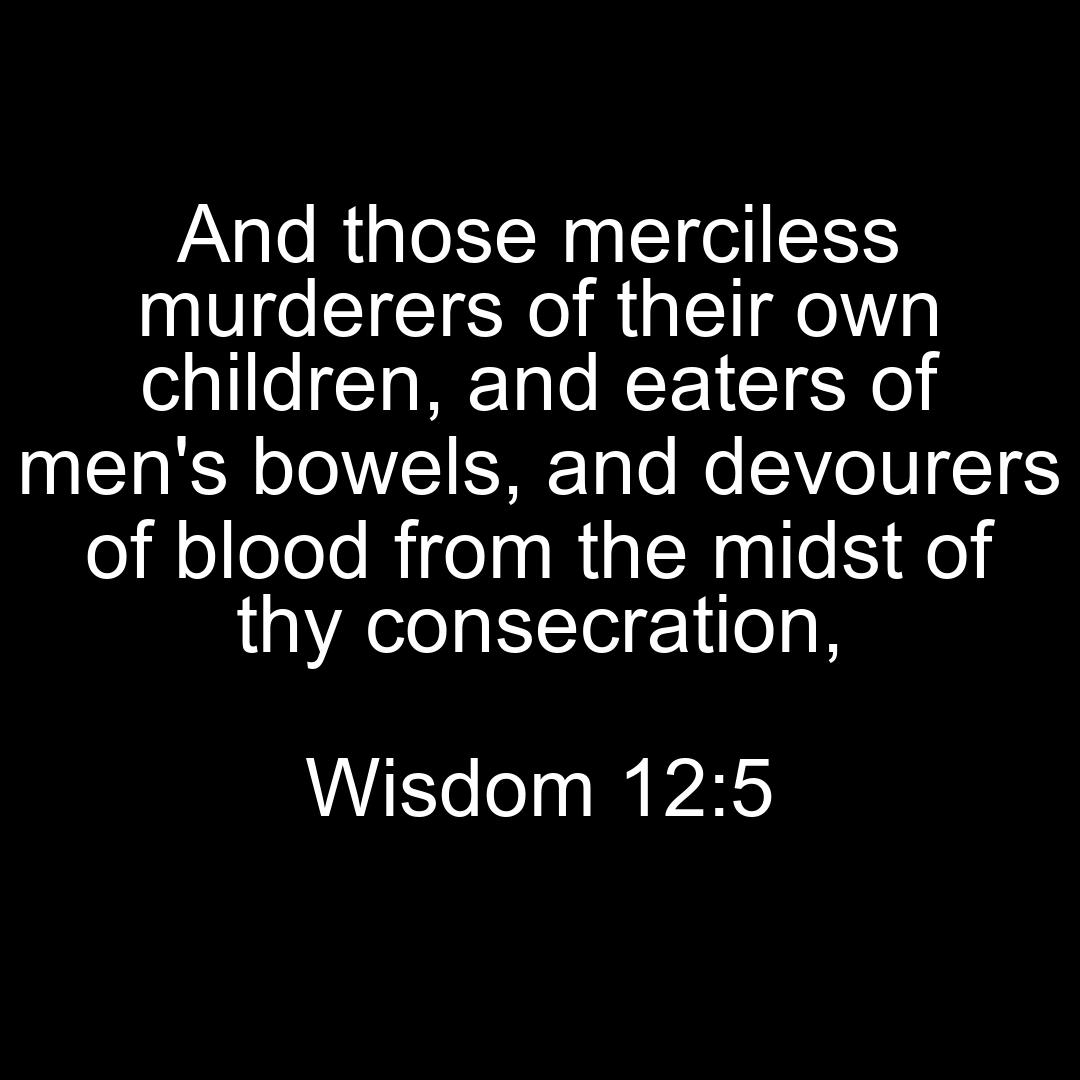 And those merciless
murderers of their own
children, and eaters of
men's bowels, and devourers
of blood from the midst of
thy consecration,
Wisdom 12:5